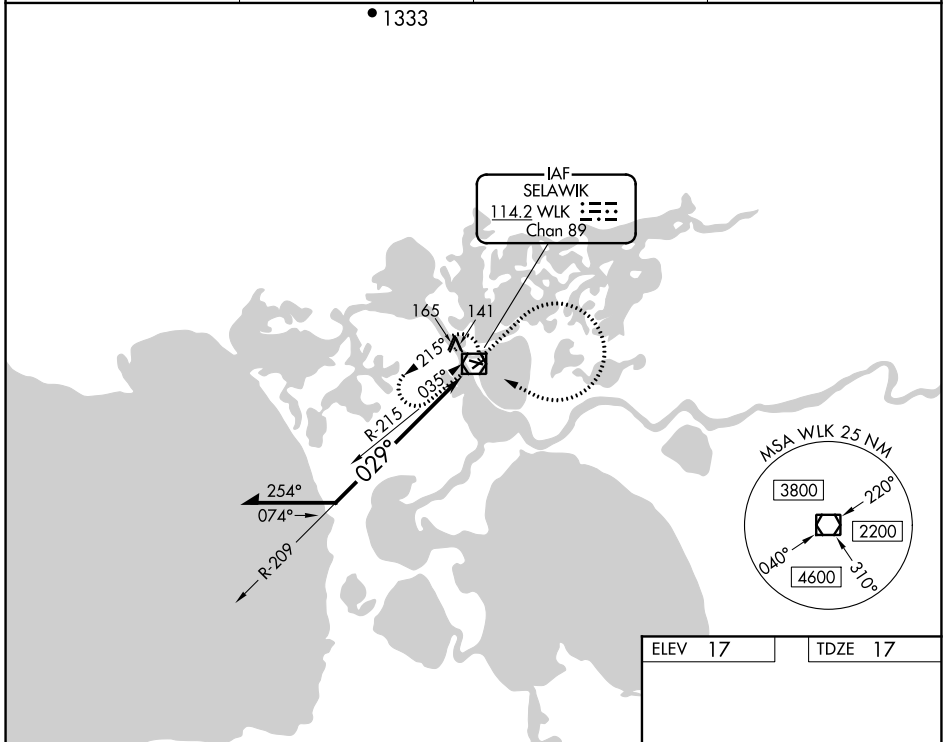 1333
IAF
SELAWIK
114.2 WLK
Chan 89
165
141
215°
035°
R-215
029°
254°
074°
R-209
MSA WLK 25 NM
3800
220°
2200
040°
4600
310°
ELEV 17
TDZE 17